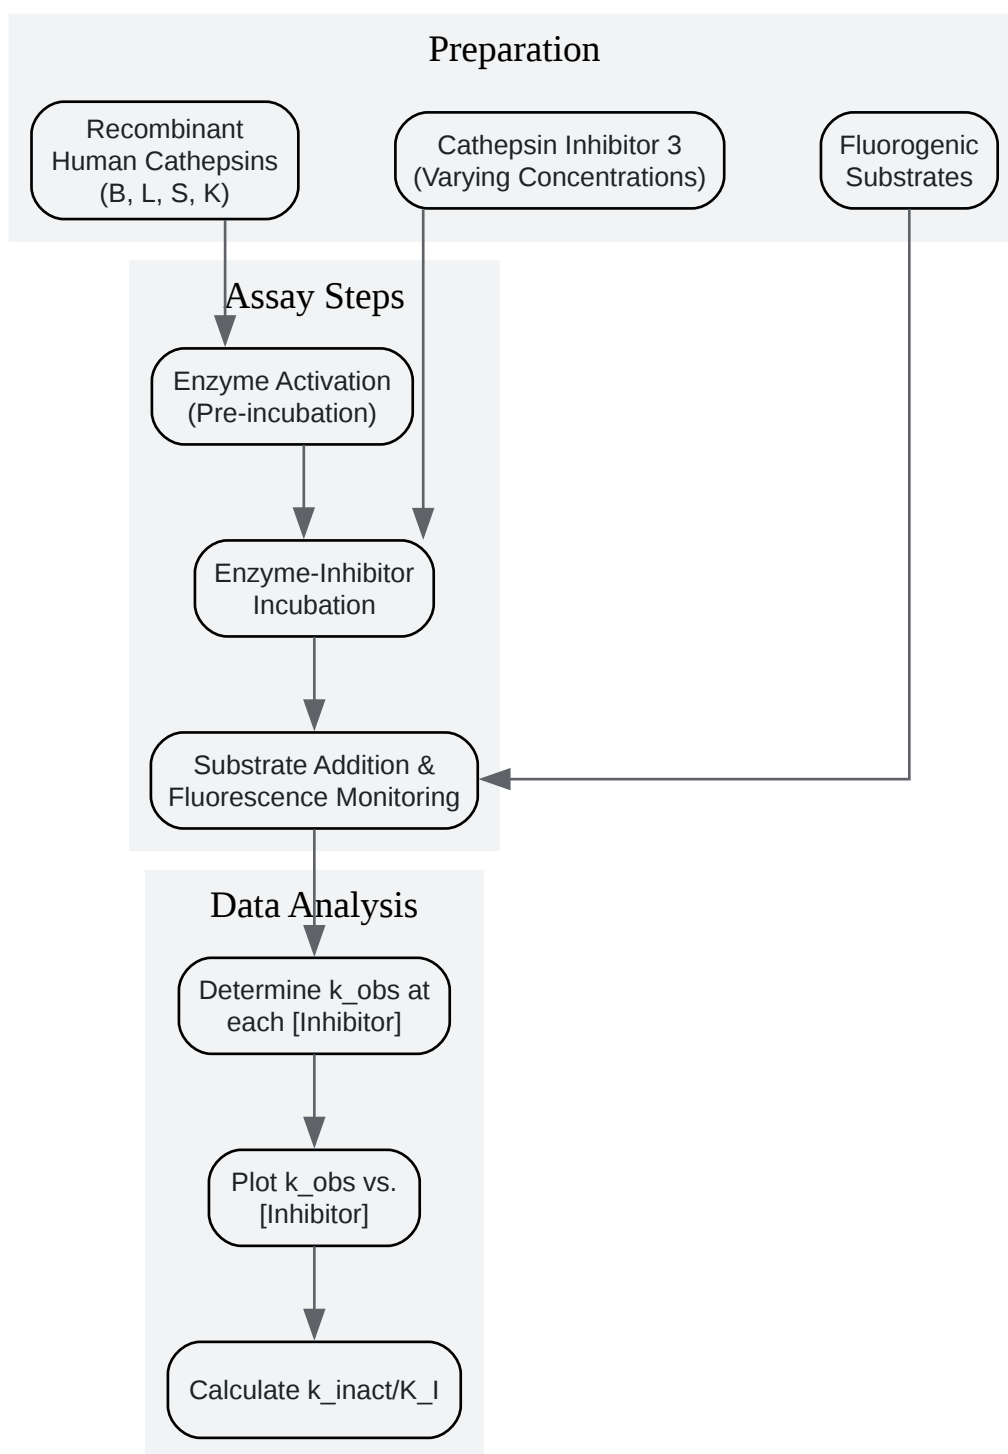 Preparation
Recombinant
Human Cathepsins
(B, L, S, K)
Cathepsin Inhibitor 3
(Varying Concentrations)
Fluorogenic
Substrates
Assay Steps
Enzyme Activation
(Pre-incubation)
Enzyme-Inhibitor
Incubation
Substrate Addition &
Fluorescence Monitoring
Data Analysis
Determine k_obs at
each [Inhibitor]
Plot k_obs vs.
[Inhibitor]
Calculate k_inact/K_I